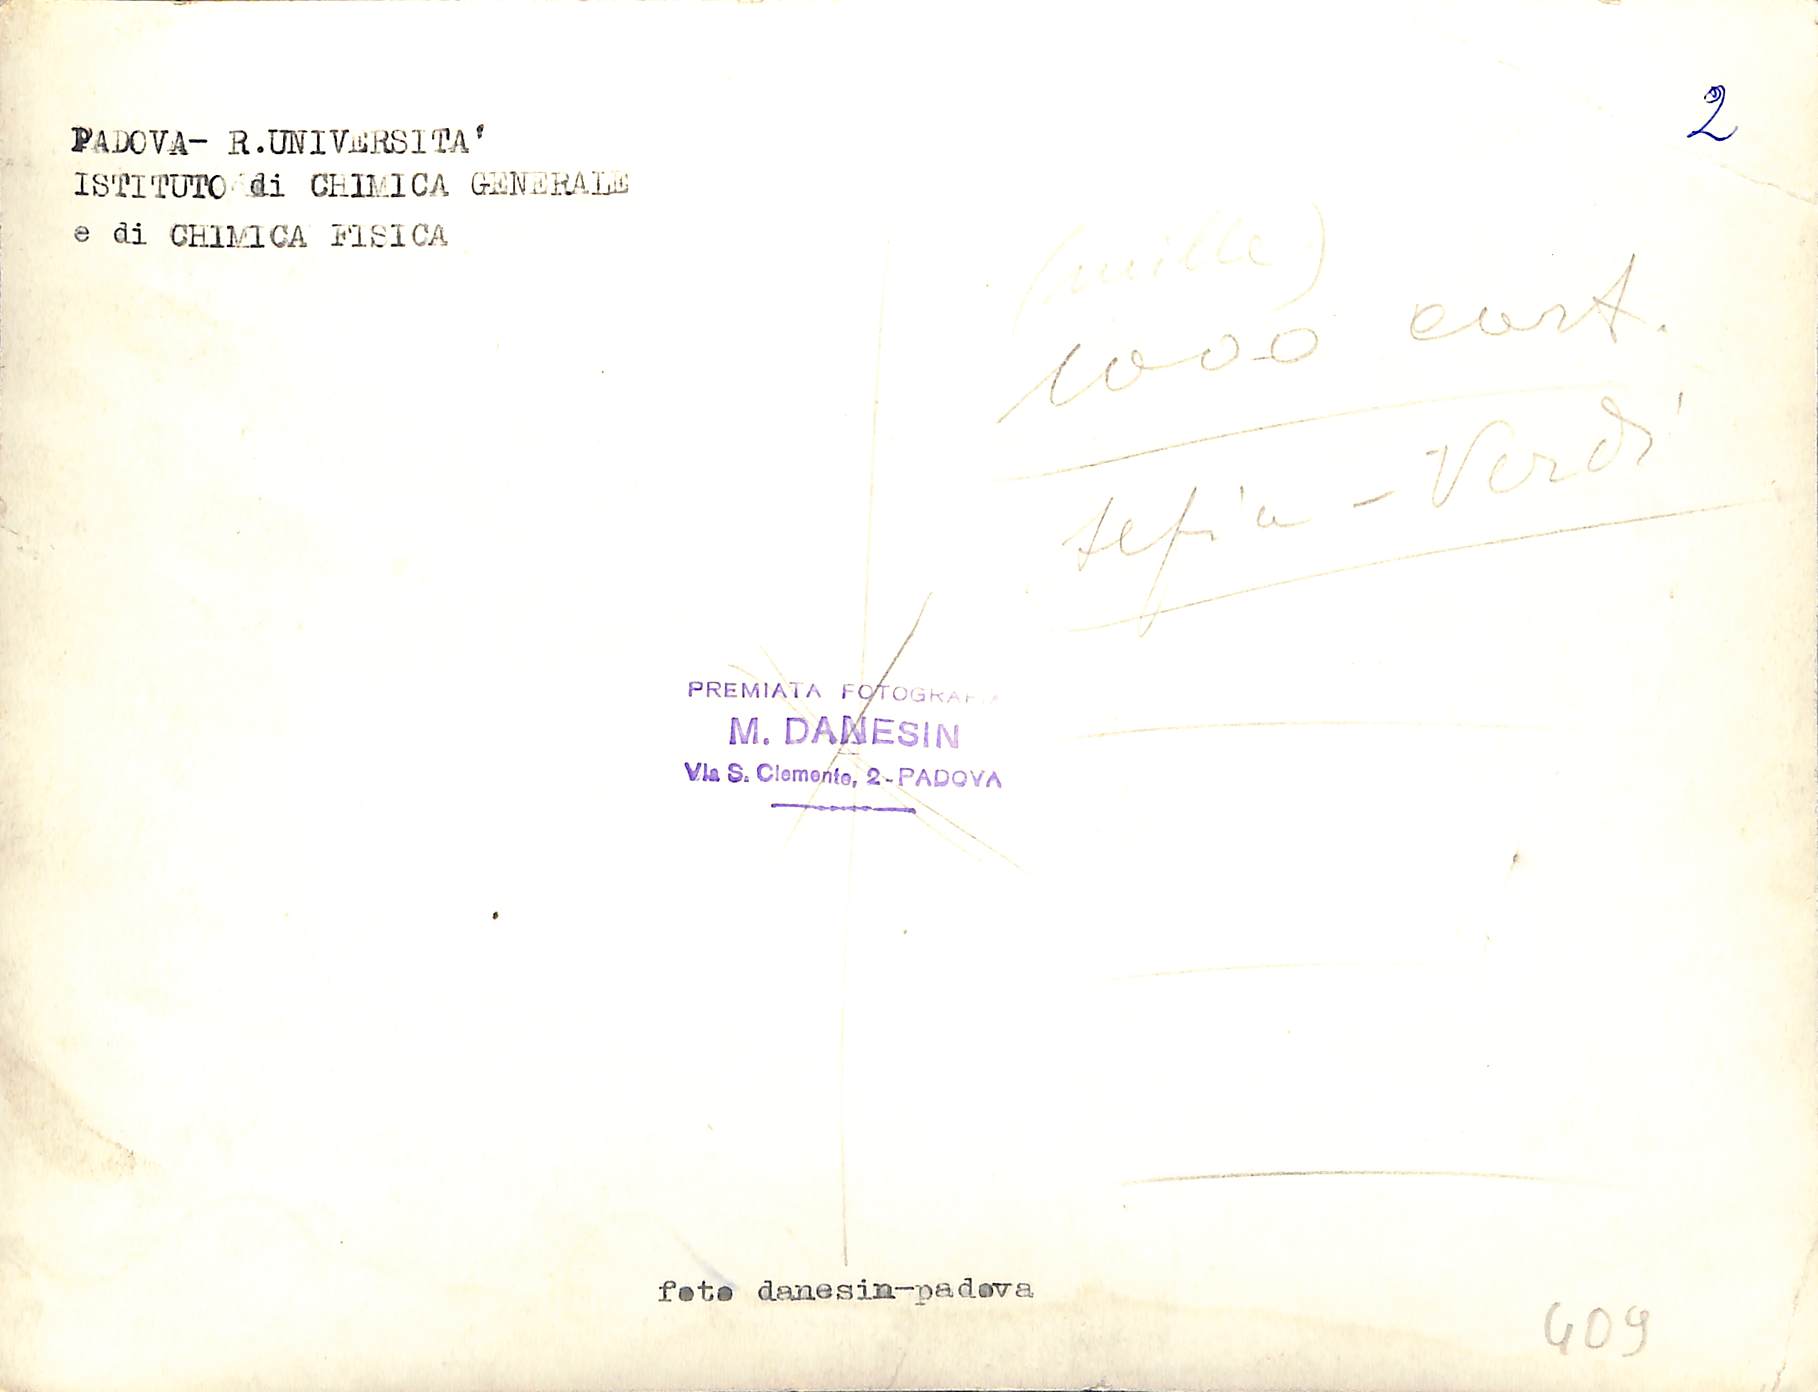 2
PADOVA- R.UNIVERSITA'
ISTITUTO di CHIMICA GENERALE
e di CHIMICA FISICA
(mille)
1000 cart.
sepia - Verdi
PREMIATA FOTOGRAFIA
M. DANESIN
Via S. Clemente, 2-PADOVA
foto danesin-padova
409